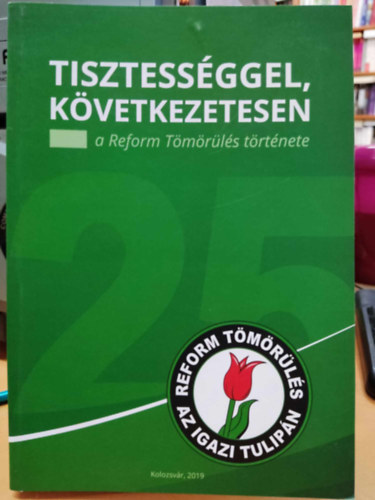 TISZTESSÉGGEL,
KÖVETKEZETESEN
a Reform Tömörülés története
25
REFORM TÖMÖRÜLÉS
AZ IGAZI TULIPÁN
Kolozsvár, 2019